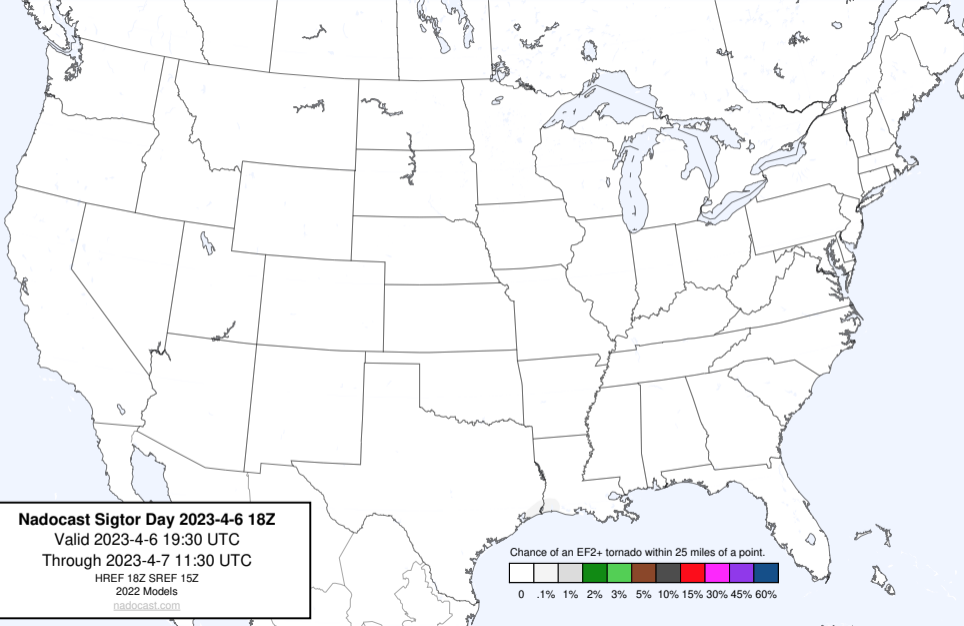 Nadocast Sigtor Day 2023-4-6 18Z
Valid 2023-4-6 19:30 UTC
Through 2023-4-7 11:30 UTC
HREF 18Z SREF 15Z
2022 Models
nadocast.com
Chance of an EF2+ tornado within 25 miles of a point.
0 .1% 1% 2% 3% 5% 10% 15% 30% 45% 60%